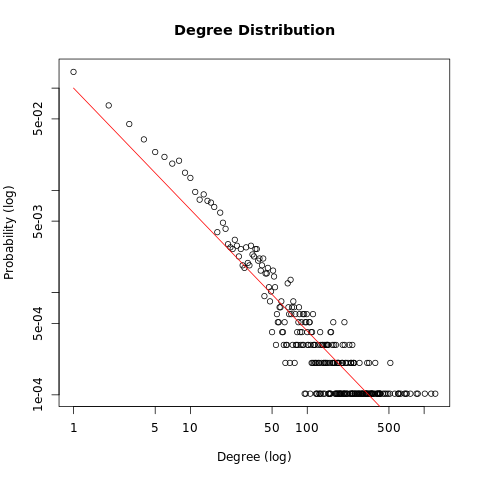 Degree Distribution
Probability (log)
5e-02
5e-03
5e-04
1e-04
1 5 10 50 100 500
Degree (log)